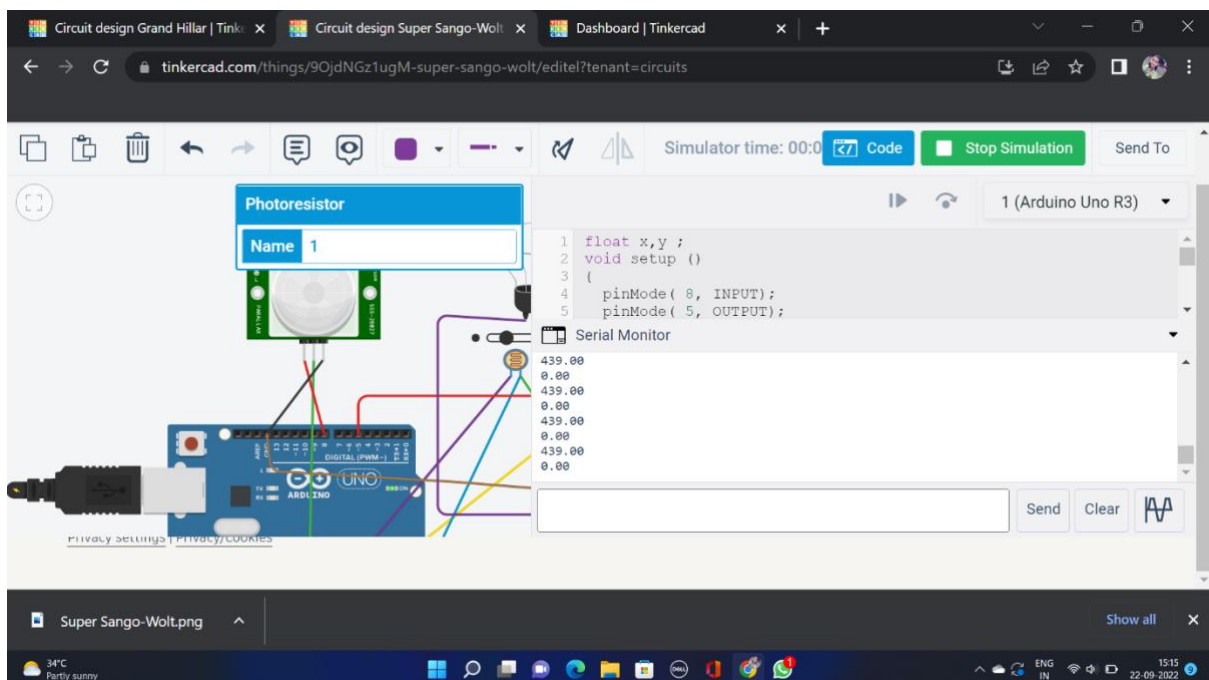 Circuit design Grand Hillar | Tinke
Circuit design Super Sango-Wolt
Dashboard | Tinkercad
tinkercad.com/things/9OjdNGz1ugM-super-sango-wolt/editel?tenant=circuits
Simulator time: 00:0
Code
Stop Simulation
Send To
Photoresistor
Name 1
1 (Arduino Uno R3)
1 float x,y ;
2 void setup ()
3 {
4 pinMode( 8, INPUT);
5 pinMode( 5, OUTPUT);
Serial Monitor
439.00
0.00
439.00
0.00
439.00
0.00
439.00
0.00
DIGITAL (PWM~)
UNO
ARDUINO
Send
Clear
Privacy settings | Privacy/Cookies
Super Sango-Wolt.png
Show all
34°C
Partly sunny
ENG
IN
15:15
22-09-2022